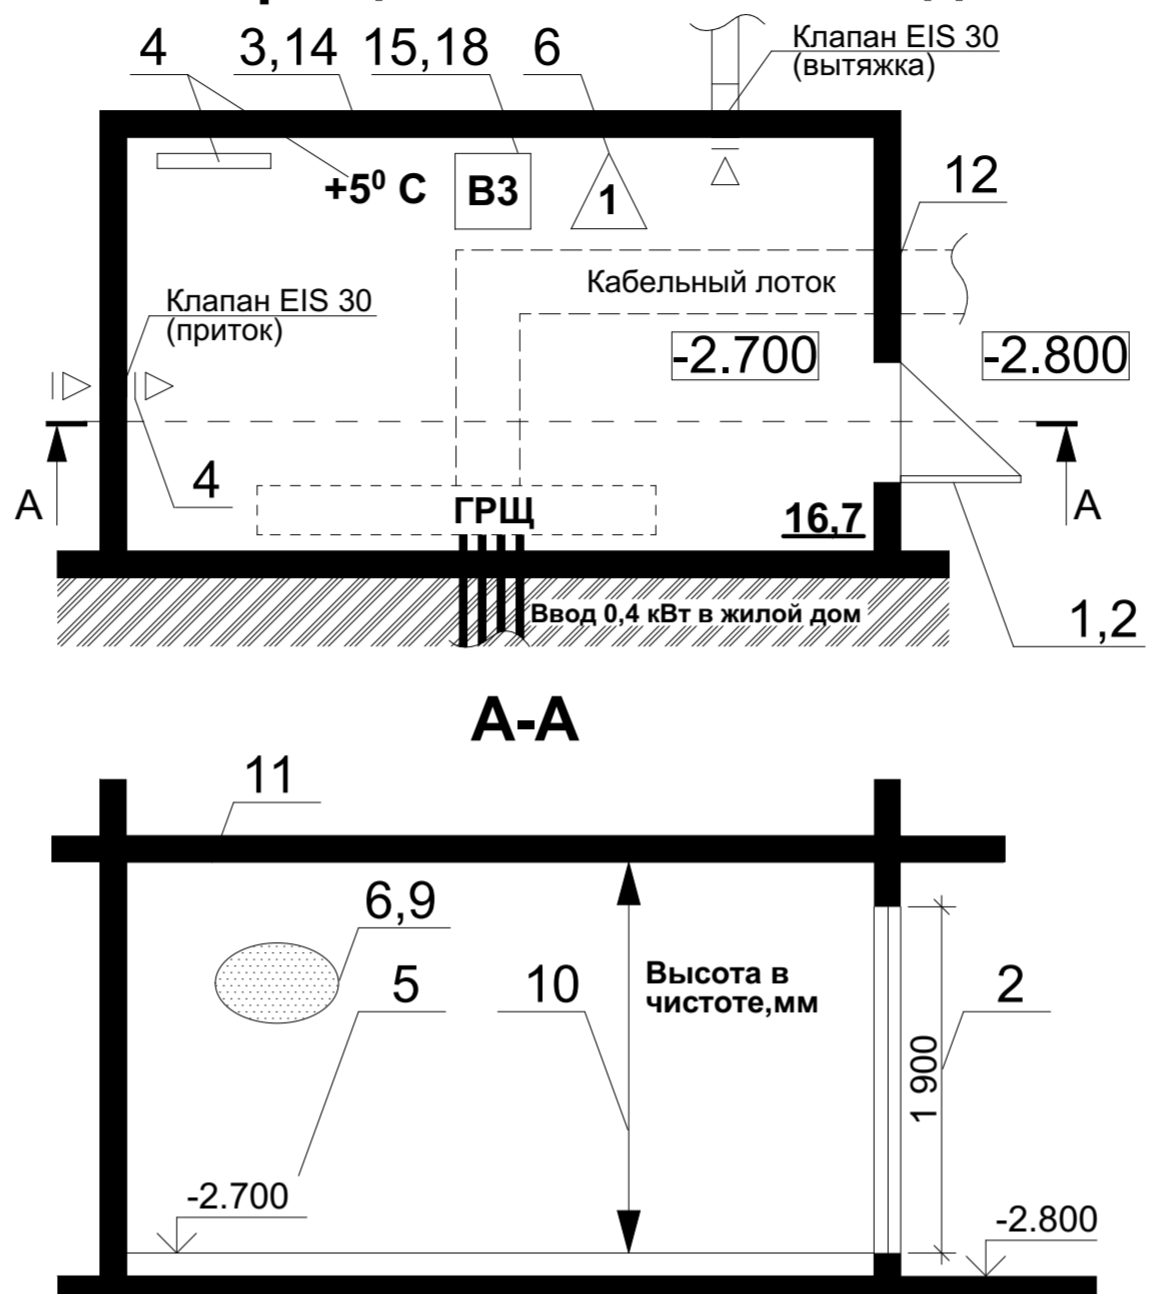 4
3,14
15,18
6
Клапан EIS 30
(вытяжка)
+5⁰ С
В3
1
12
Кабельный лоток
Клапан EIS 30
(приток)
-2.700
-2.800
4
А
ГРЩ
16,7
А
Ввод 0,4 кВт в жилой дом
1,2
А-А
11
6,9
5
10
Высота в
чистоте,мм
2
1 900
-2.700
-2.800